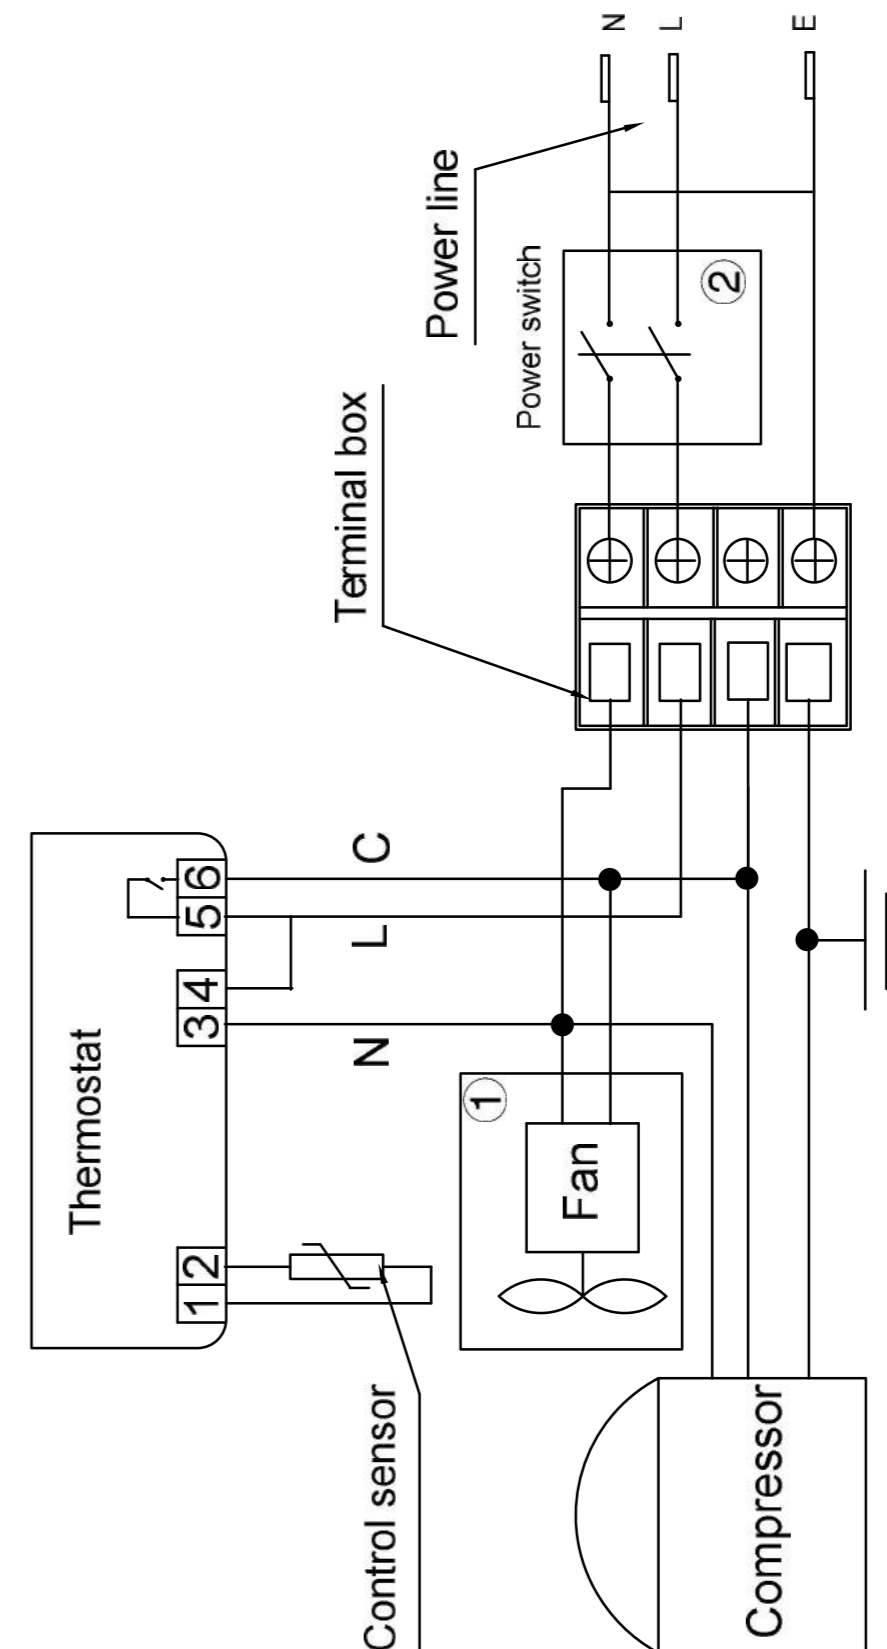 Thermostat
1
2
3
4
5
6
N
L
C
Control sensor
Terminal box
Power line
Power switch
①
Fan
②
Compressor
N
L
E